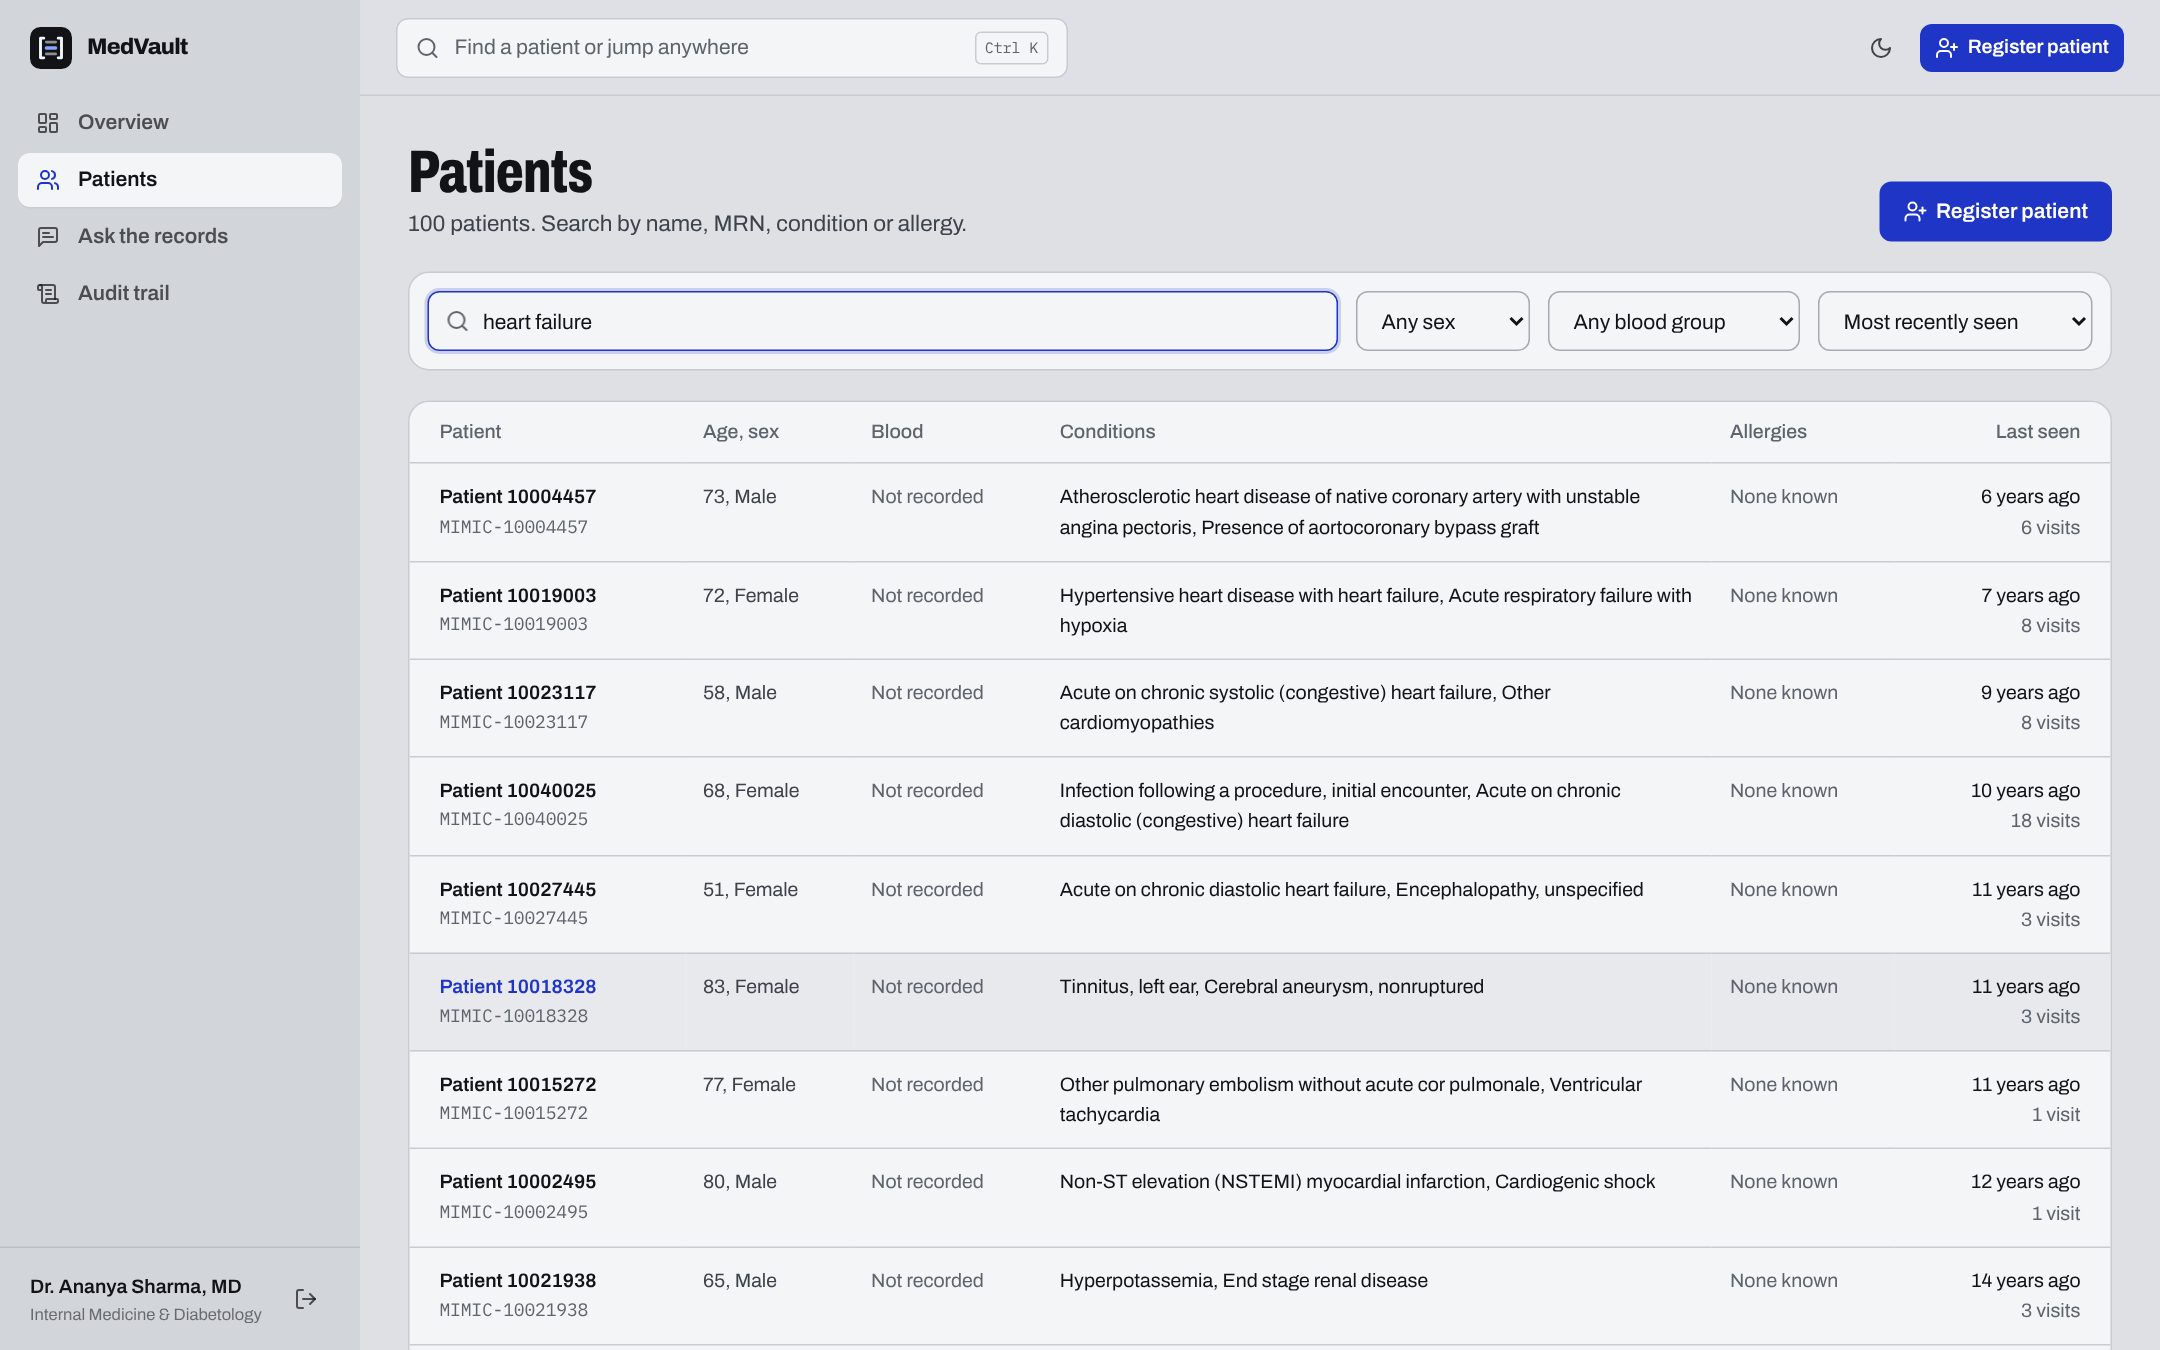 MedVault
Find a patient or jump anywhere
Ctrl K
Register patient
Overview
Patients
Ask the records
Audit trail
Patients
100 patients. Search by name, MRN, condition or allergy.
Register patient
heart failure
Any sex
Any blood group
Most recently seen
Patient Age, sex Blood Conditions Allergies Last seen
Patient 10004457 73, Male Not recorded Atherosclerotic heart disease of native coronary artery with unstable None known 6 years ago
MIMIC-10004457 angina pectoris, Presence of aortocoronary bypass graft 6 visits
Patient 10019003 72, Female Not recorded Hypertensive heart disease with heart failure, Acute respiratory failure with None known 7 years ago
MIMIC-10019003 hypoxia 8 visits
Patient 10023117 58, Male Not recorded Acute on chronic systolic (congestive) heart failure, Other None known 9 years ago
MIMIC-10023117 cardiomyopathies 8 visits
Patient 10040025 68, Female Not recorded Infection following a procedure, initial encounter, Acute on chronic None known 10 years ago
MIMIC-10040025 diastolic (congestive) heart failure 18 visits
Patient 10027445 51, Female Not recorded Acute on chronic diastolic heart failure, Encephalopathy, unspecified None known 11 years ago
MIMIC-10027445 3 visits
Patient 10018328 83, Female Not recorded Tinnitus, left ear, Cerebral aneurysm, nonruptured None known 11 years ago
MIMIC-10018328 3 visits
Patient 10015272 77, Female Not recorded Other pulmonary embolism without acute cor pulmonale, Ventricular None known 11 years ago
MIMIC-10015272 tachycardia 1 visit
Patient 10002495 80, Male Not recorded Non-ST elevation (NSTEMI) myocardial infarction, Cardiogenic shock None known 12 years ago
MIMIC-10002495 1 visit
Patient 10021938 65, Male Not recorded Hyperpotassemia, End stage renal disease None known 14 years ago
MIMIC-10021938 3 visits
Dr. Ananya Sharma, MD
Internal Medicine & Diabetology